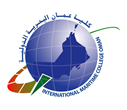 كلية عمان البحرية الدولية
INTERNATIONAL MARITIME COLLEGE OMAN